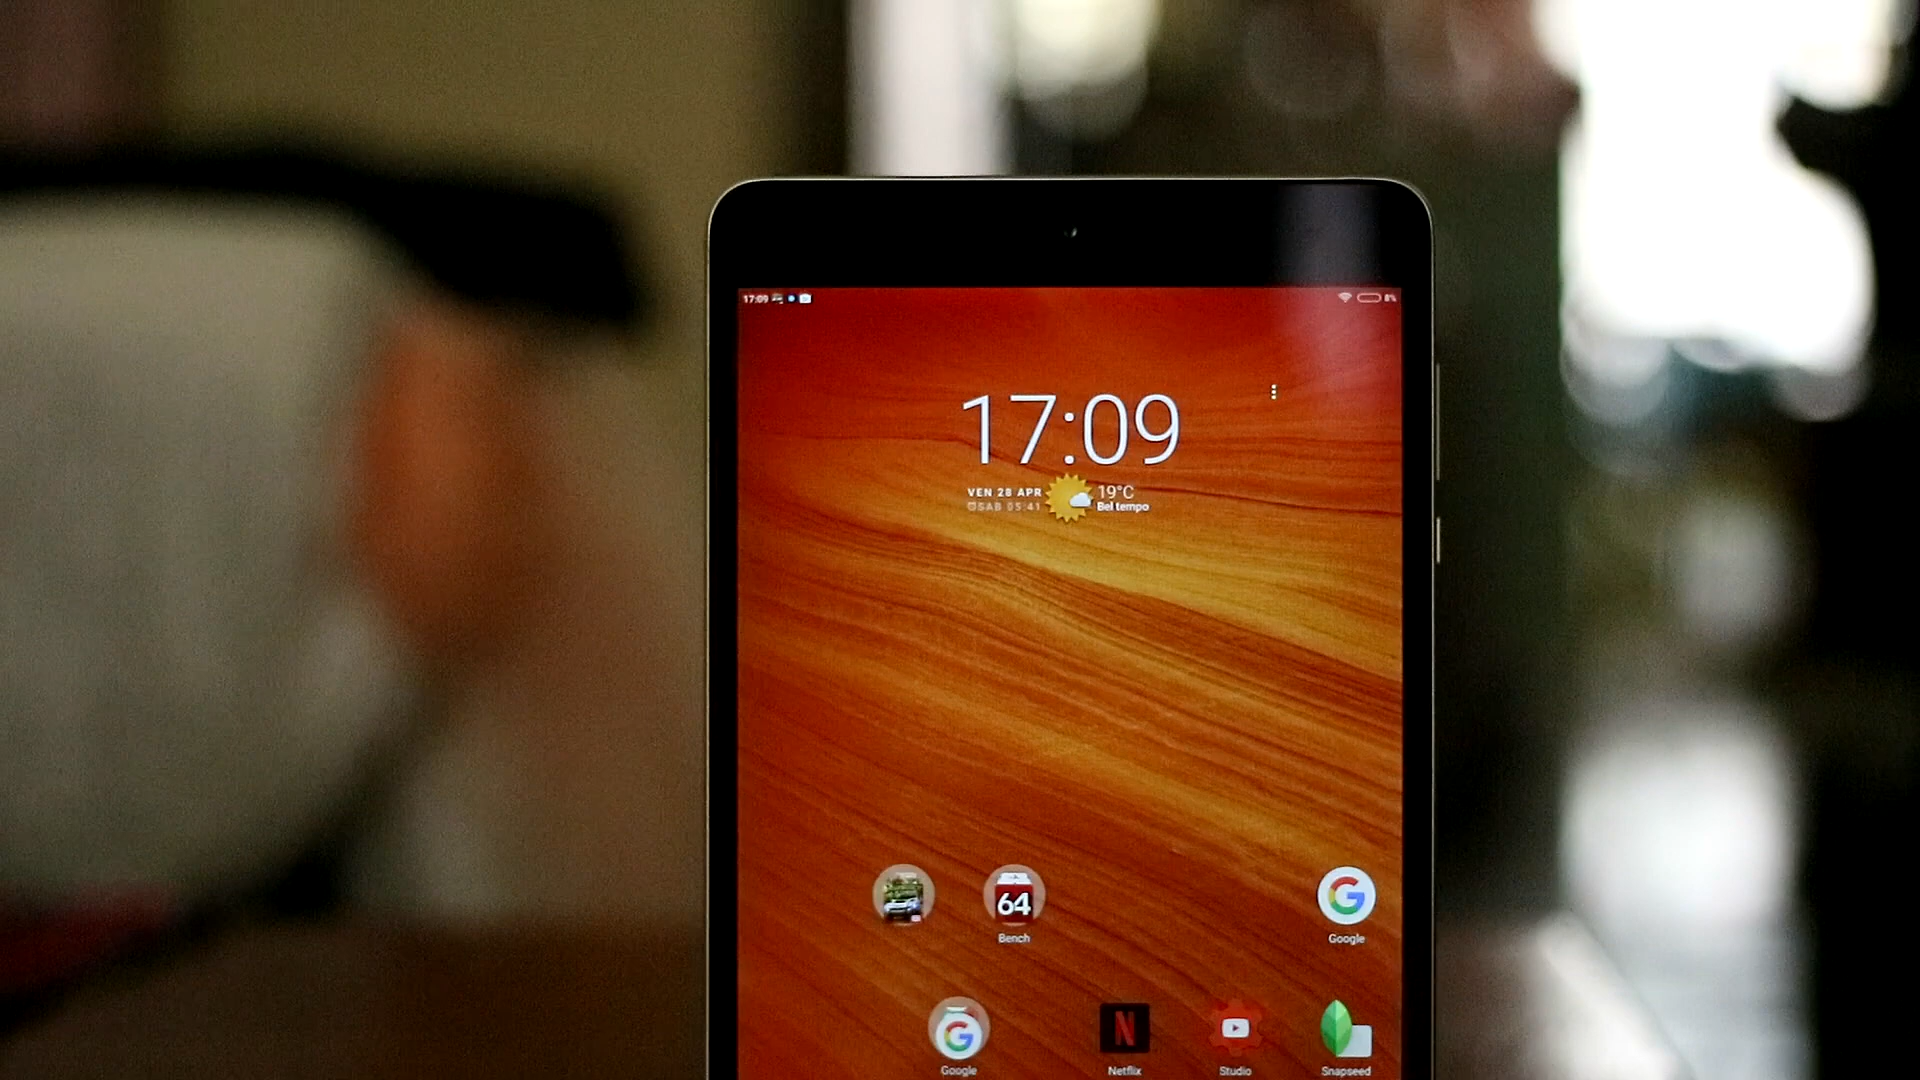 17:09
8%
17:09
VEN 28 APR
19°C
SAB 05:41
Bel tempo
64
Bench
Google
Google
Netflix
Studio
Snapseed